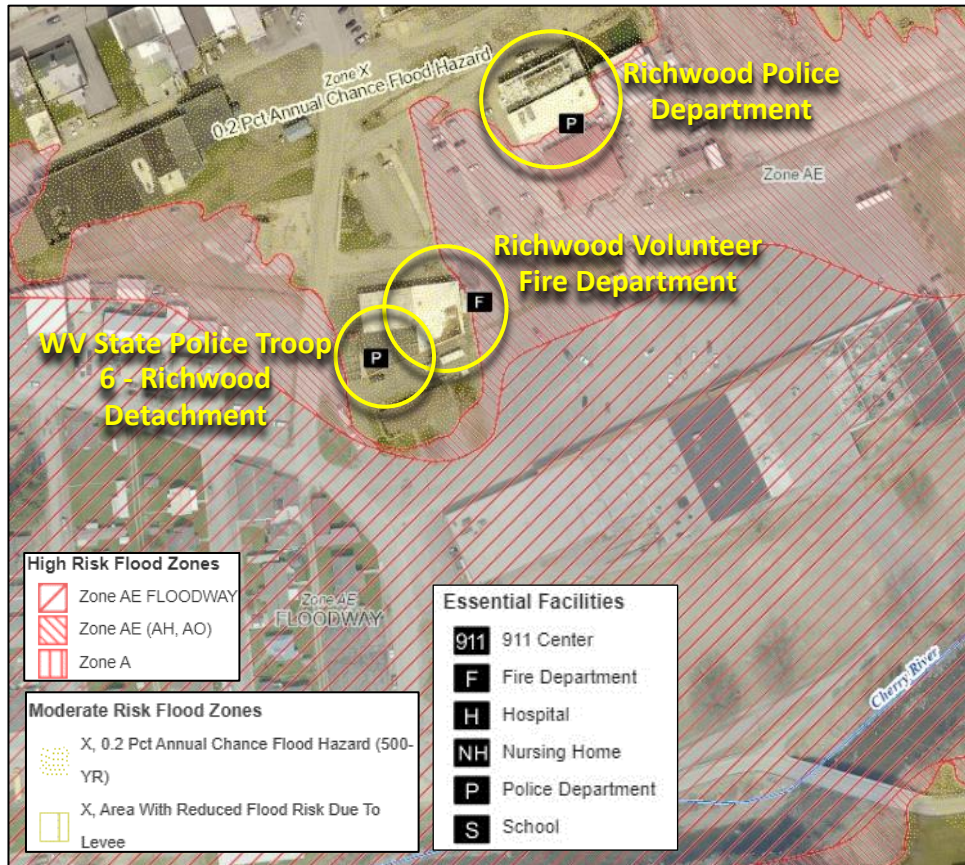 Zone X
0.2 Pct Annual Chance Flood Hazard
Richwood Police
Department
P
Zone AE
Richwood Volunteer
Fire Department
F
WV State Police Troop
6 - Richwood
Detachment
P
High Risk Flood Zones
Zone AE FLOODWAY
Zone AE (AH, AO)
Zone A
Zone AE
FLOODWAY
Moderate Risk Flood Zones
X, 0.2 Pct Annual Chance Flood Hazard (500-
YR)
X, Area With Reduced Flood Risk Due To
Levee
Essential Facilities
911 911 Center
F Fire Department
H Hospital
NH Nursing Home
P Police Department
S School
Cherry River